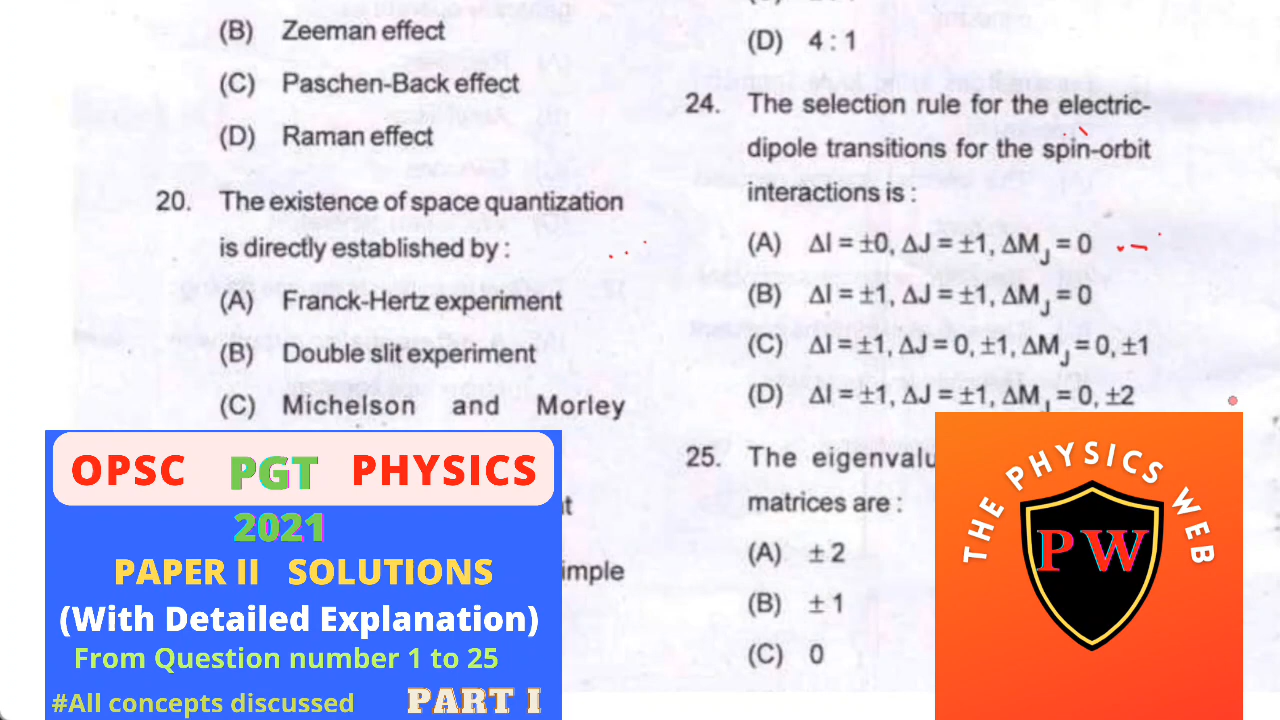 (B) Zeeman effect
(C) Paschen-Back effect
(D) Raman effect
20. The existence of space quantization
is directly established by :
(A) Franck-Hertz experiment
(B) Double slit experiment
(C) Michelson and Morley
imple
(D) 4 : 1
24. The selection rule for the electric-
dipole transitions for the spin-orbit
interactions is :
(A) Δl = ±0, ΔJ = ±1, ΔM_J = 0
(B) Δl = ±1, ΔJ = ±1, ΔM_J = 0
(C) Δl = ±1, ΔJ = 0, ±1, ΔM_J = 0, ±1
(D) Δl = ±1, ΔJ = ±1, ΔM_J = 0, ±2
25. The eigenvalu
matrices are :
(A) ± 2
(B) ± 1
(C) 0
OPSC PGT PHYSICS
2021
PAPER II SOLUTIONS
(With Detailed Explanation)
From Question number 1 to 25
#All concepts discussed PART I
THE PHYSICS WEB
PW